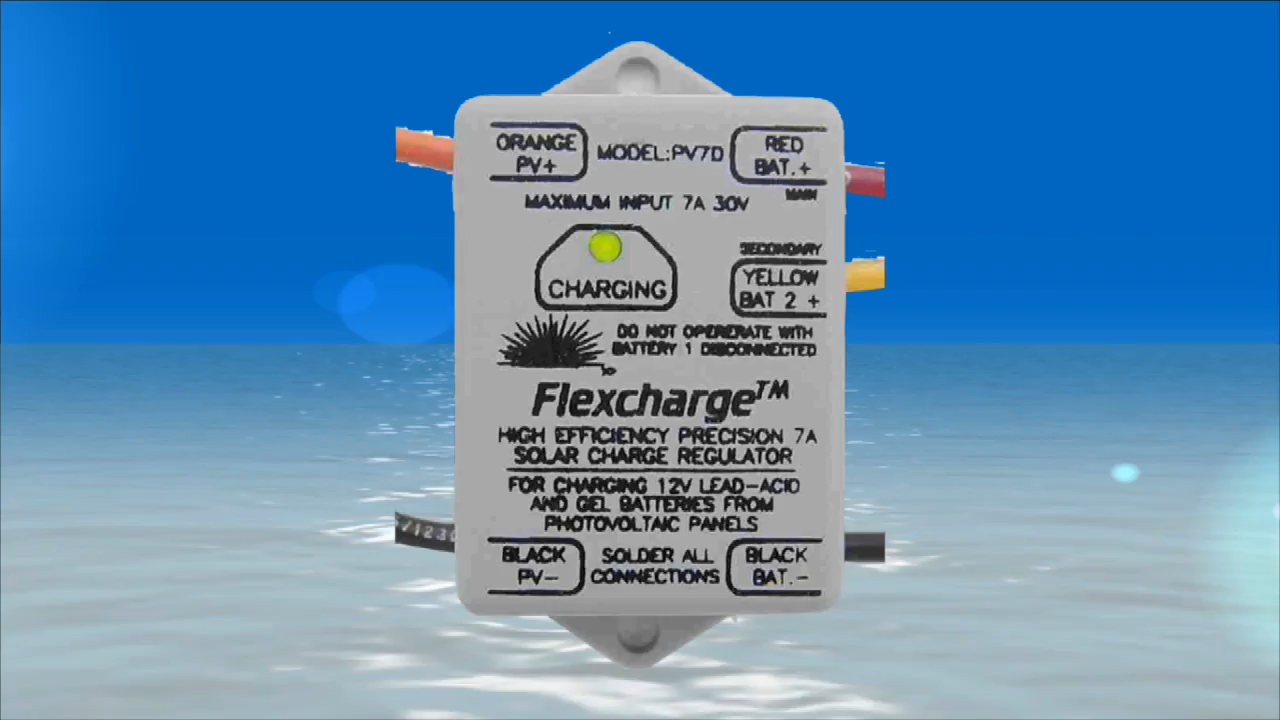 ORANGE
PV+
MODEL:PV7D
RED
BAT.+
MAIN
MAXIMUM INPUT 7A 30V
SECONDARY
YELLOW
BAT 2 +
CHARGING
DO NOT OPERERATE WITH
BATTERY 1 DISCONNECTED
Flexcharge™
HIGH EFFICIENCY PRECISION 7A
SOLAR CHARGE REGULATOR
FOR CHARGING 12V LEAD-ACID
AND GEL BATTERIES FROM
PHOTOVOLTAIC PANELS
BLACK
PV-
SOLDER ALL
CONNECTIONS
BLACK
BAT.-